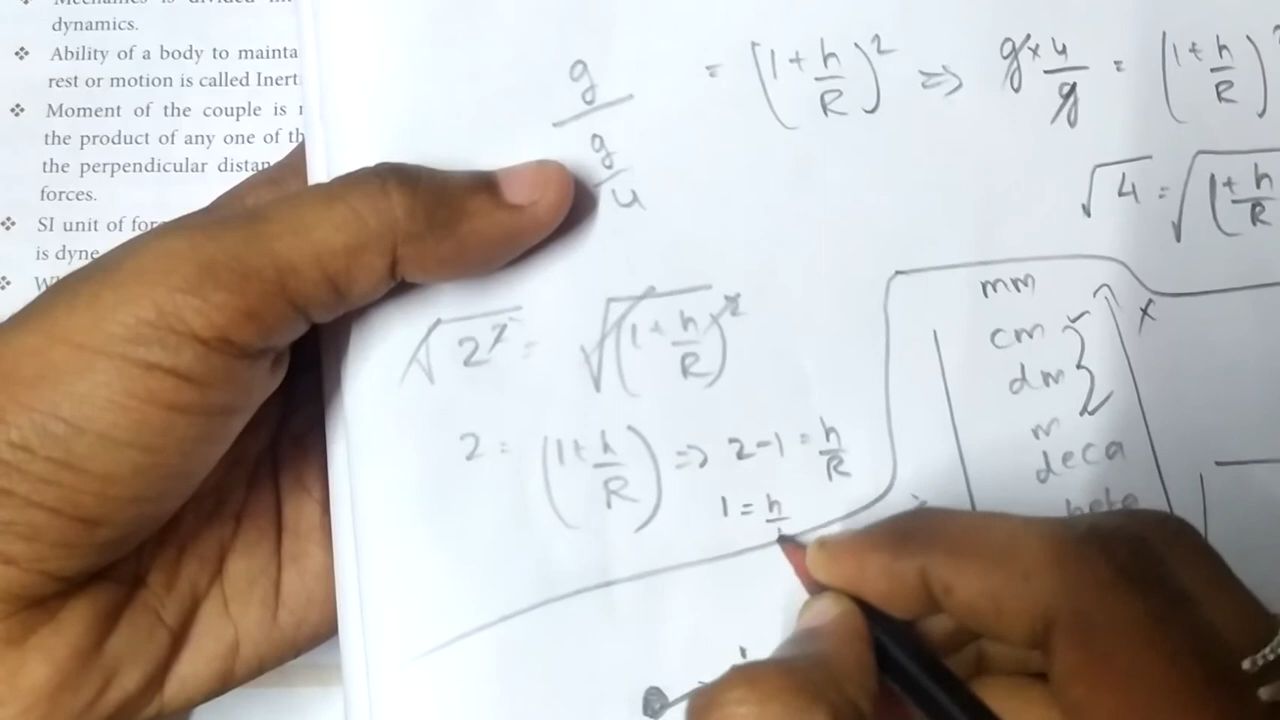 dynamics.
❖ Ability of a body to mainta
rest or motion is called Inert
❖ Moment of the couple is
the product of any one of th
the perpendicular distan
forces.
❖ SI unit of for
is dyne
g / (g/4) = (1+h/R)² ⇒ g×4/g = (1+h/R)²
√4 = √(1+h/R
√2² = √(1+h/R)²
2 = (1+h/R) ⇒ 2-1 = h/R
1 = h
mm
cm
dm
m
deca